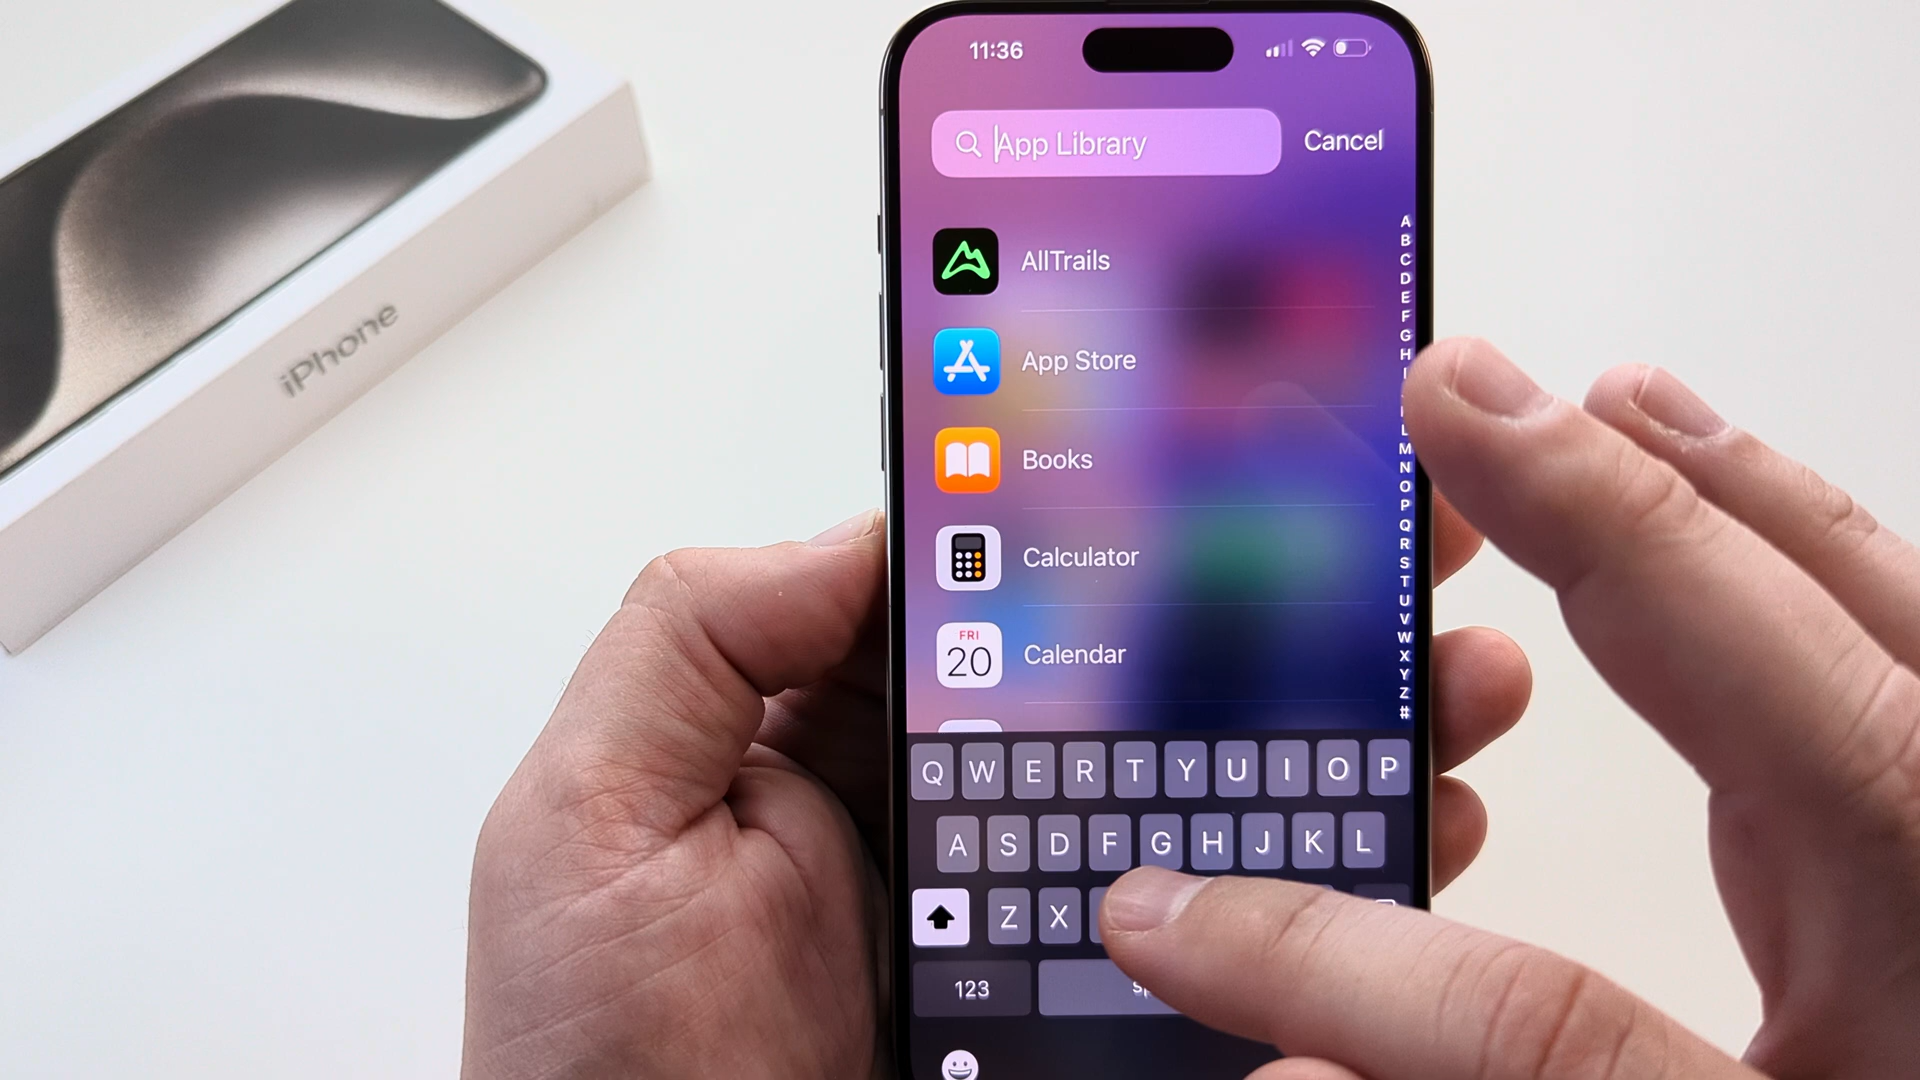 iPhone
11:36
App Library
Cancel
AllTrails
App Store
Books
Calculator
FRI
20
Calendar
A
B
C
D
E
F
G
H
I
L
M
N
O
P
Q
R
S
T
U
V
W
X
Y
Z
#
Q W E R T Y U I O P
A S D F G H J K L
Z X
123